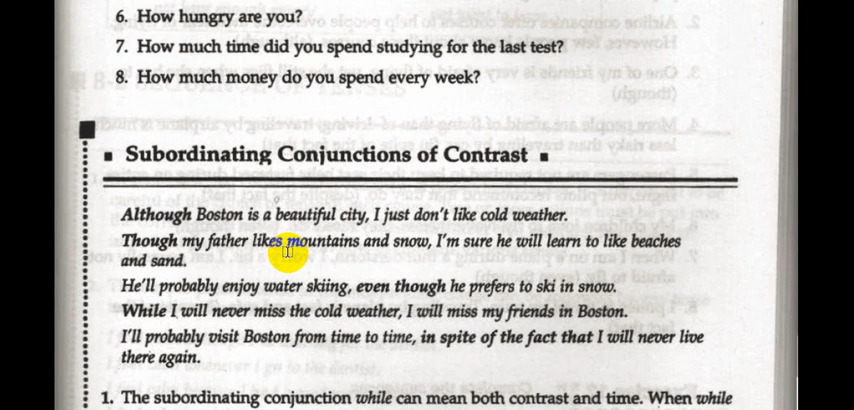 6. How hungry are you?
7. How much time did you spend studying for the last test?
8. How much money do you spend every week?
▪ Subordinating Conjunctions of Contrast ▪
Although Boston is a beautiful city, I just don't like cold weather.
Though my father likes mountains and snow, I'm sure he will learn to like beaches
and sand.
He'll probably enjoy water skiing, even though he prefers to ski in snow.
While I will never miss the cold weather, I will miss my friends in Boston.
I'll probably visit Boston from time to time, in spite of the fact that I will never live
there again.
1. The subordinating conjunction while can mean both contrast and time. When while